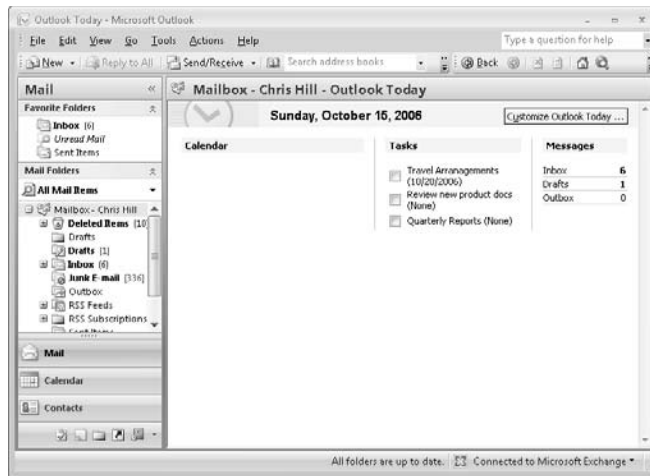 Outlook Today - Microsoft Outlook
File Edit View Go Tools Actions Help
Type a question for help
New Reply to All Send/Receive Search address books Back
Mail
Mailbox - Chris Hill - Outlook Today
Favorite Folders
Inbox (6)
Unread Mail
Sent Items
Mail Folders
All Mail Items
Mailbox - Chris Hill
Deleted Items (10
Drafts
Drafts [1]
Inbox (6)
Junk E-mail [336]
Outbox
RSS Feeds
RSS Subscriptions
Sent Items
Mail
Calendar
Contacts
Sunday, October 15, 2006
Customize Outlook Today ...
Calendar
Tasks
Travel Arranagements
(10/20/2006)
Review new product docs
(None)
Quarterly Reports (None)
Messages
Inbox 6
Drafts 1
Outbox 0
All folders are up to date. Connected to Microsoft Exchange